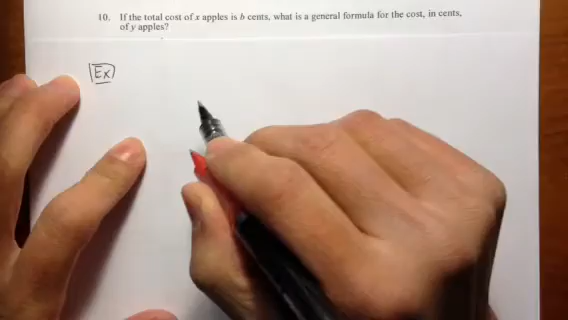 10. If the total cost of x apples is b cents, what is a general formula for the cost, in cents,
of y apples?
Ex